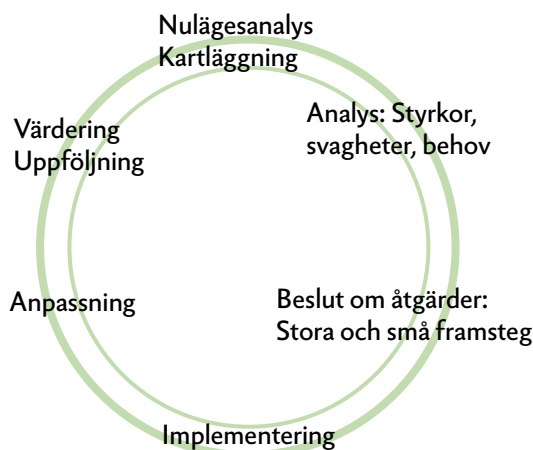 Nulägesanalys
Kartläggning
Analys: Styrkor,
svagheter, behov
Beslut om åtgärder:
Stora och små framsteg
Implementering
Anpassning
Värdering
Uppföljning